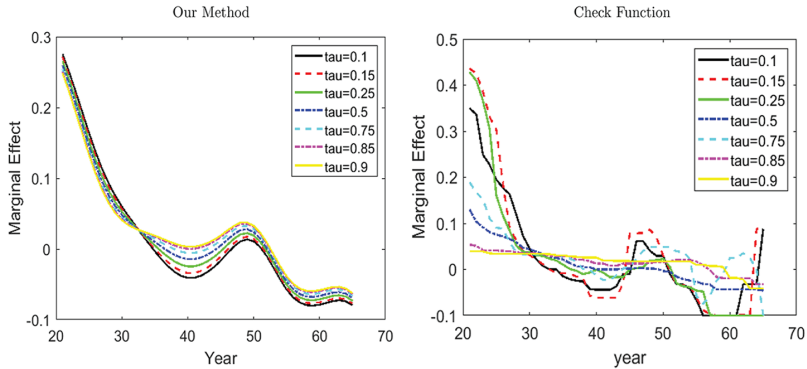 Our Method
Marginal Effect
0.3
0.2
0.1
0
-0.1
20
30
40
50
60
70
Year
tau=0.1
tau=0.15
tau=0.25
tau=0.5
tau=0.75
tau=0.85
tau=0.9
Check Function
Marginal Effect
0.5
0.4
0.3
0.2
0.1
0
-0.1
20
30
40
50
60
70
year
tau=0.1
tau=0.15
tau=0.25
tau=0.5
tau=0.75
tau=0.85
tau=0.9